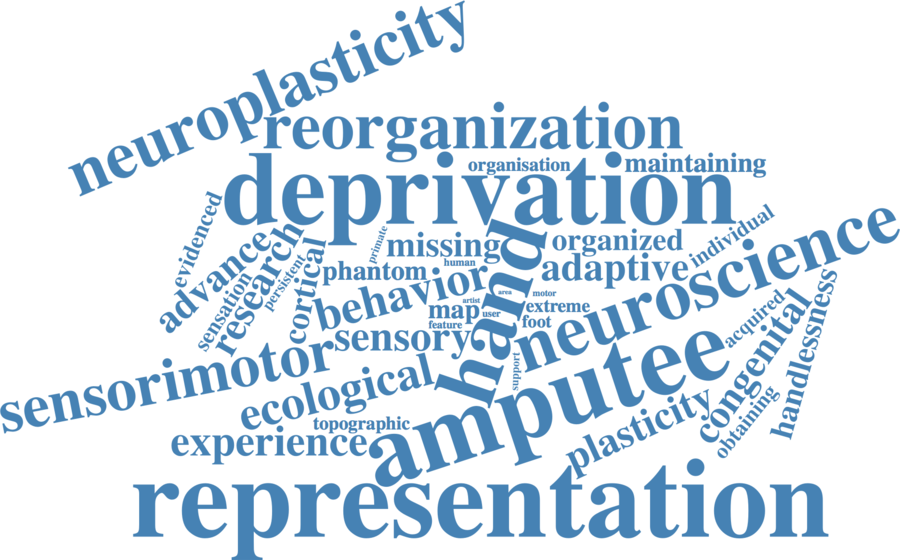 neuroplasticity
reorganization
organisation
maintaining
deprivation
evidenced
advance
research
sensation
persistent
cortical
primate
missing
human
phantom
behavior
hand
organized
individual
adaptive
neuroscience
area
motor
artist
map
user
extreme
feature
foot
sensory
support
acquired
congenital
handlessness
obtaining
sensorimotor
ecological
topographic
experience
amputee
plasticity
representation